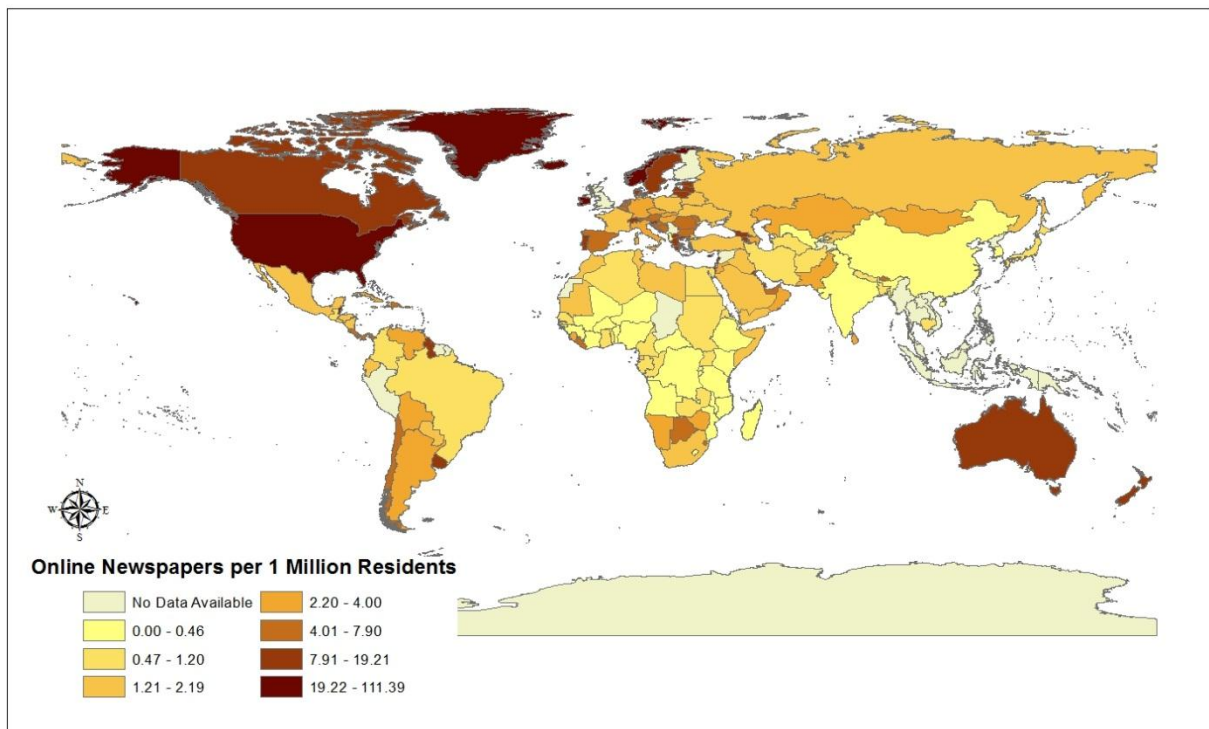 N
W E
S
Online Newspapers per 1 Million Residents
No Data Available
0.00 - 0.46
0.47 - 1.20
1.21 - 2.19
2.20 - 4.00
4.01 - 7.90
7.91 - 19.21
19.22 - 111.39